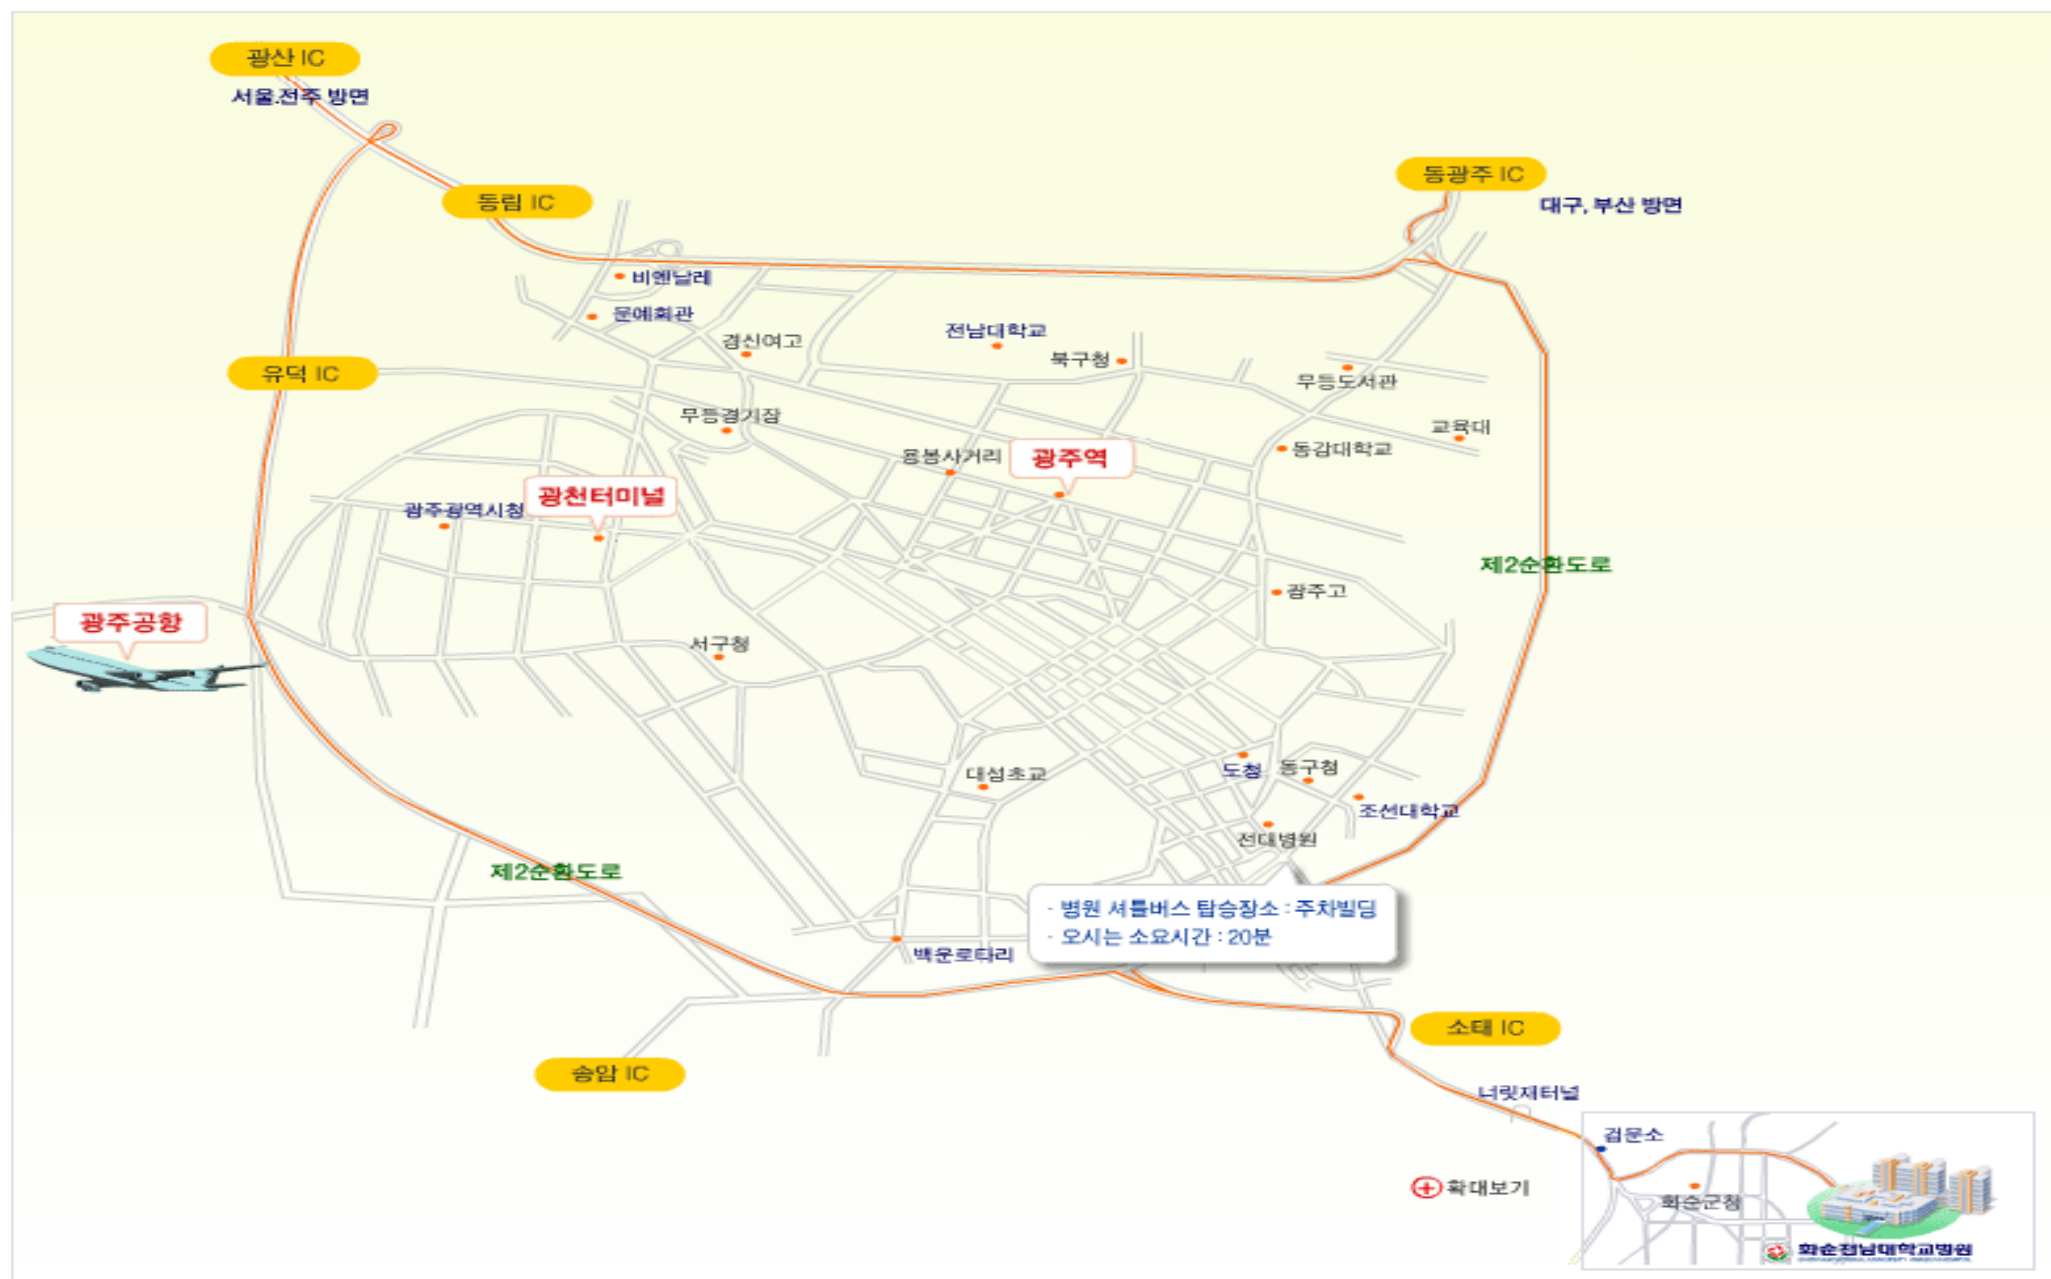 광산 IC
서울.전주 방면
동광주 IC
동림 IC
대구, 부산 방면
비엔날레
문예회관
전남대학교
경신여고
북구청
유덕 IC
무등도서관
무등경기장
교육대
동강대학교
용봉사거리
광주역
광천터미널
광주광역시청
제2순환도로
광주고
광주공항
서구청
도청
동구청
대성초교
조선대학교
전대병원
제2순환도로
- 병원 셔틀버스 탑승장소 : 주차빌딩
- 오시는 소요시간 : 20분
백운로타리
소태 IC
송암 IC
너릿재터널
검문소
확대보기
화순군청
화순전남대학교병원